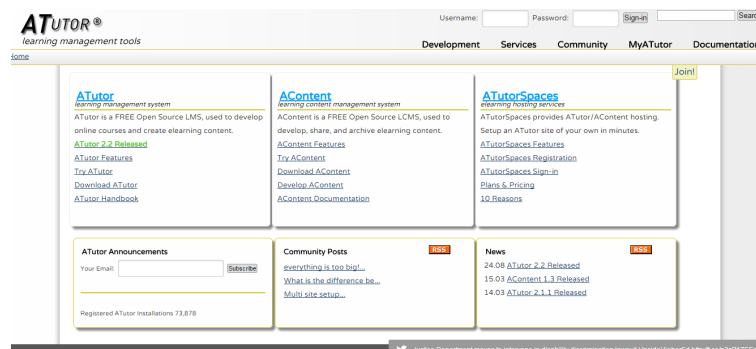 ATUTOR ®
learning management tools
Username:
Password:
Sign-in
Sear
Development Services Community MyATutor Documentation
Home
Join!
ATutor
learning management system
ATutor is a FREE Open Source LMS, used to develop
online courses and create elearning content.
ATutor 2.2 Released
ATutor Features
Try ATutor
Download ATutor
ATutor Handbook
AContent
learning content management system
AContent is a FREE Open Source LCMS, used to
develop, share, and archive elearning content.
AContent Features
Try AContent
Download AContent
Develop AContent
AContent Documentation
ATutorSpaces
elearning hosting services
ATutorSpaces provides ATutor/AContent hosting.
Setup an ATutor site of your own in minutes.
ATutorSpaces Features
ATutorSpaces Registration
ATutorSpaces Sign-in
Plans & Pricing
10 Reasons
ATutor Announcements
Your Email:
Subscribe
Registered ATutor Installations 73,878
Community Posts
RSS
everything is too big!...
What is the difference be...
Multi site setup...
News
RSS
24.08 ATutor 2.2 Released
15.03 AContent 1.3 Released
14.03 ATutor 2.1.1 Released